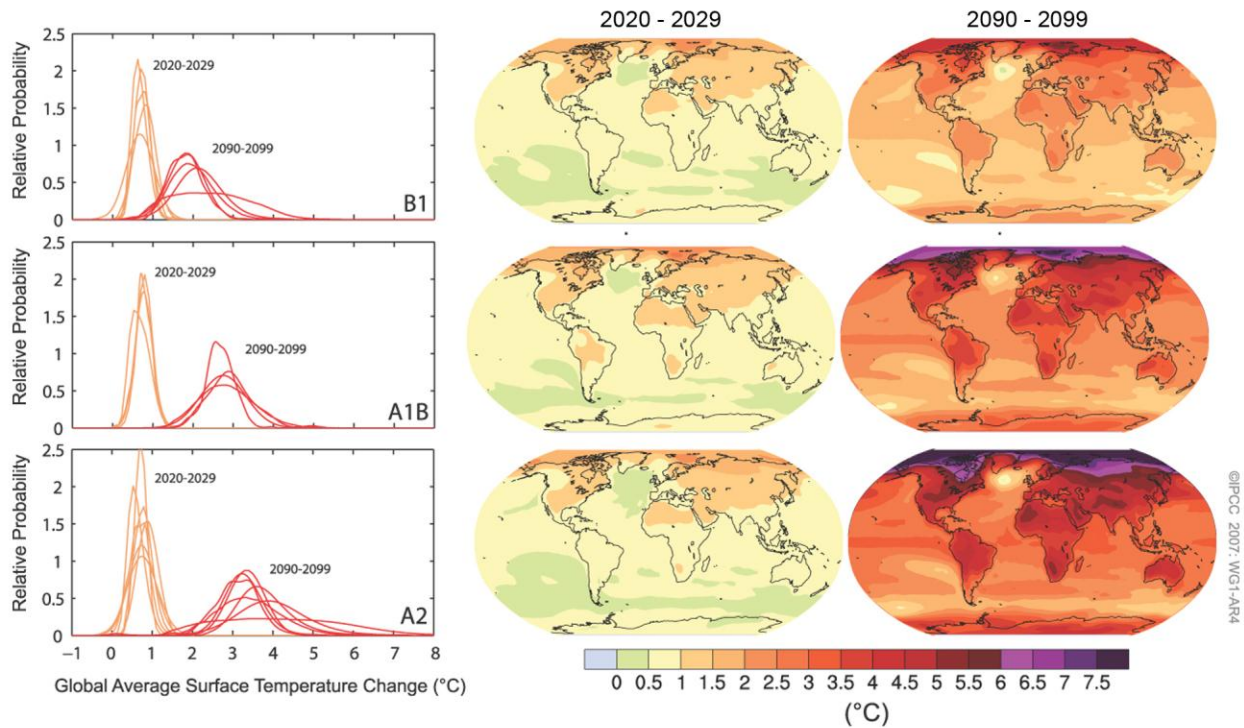 2020 - 2029
2090 - 2099
Relative Probability
2.5
2
1.5
1
0.5
0
2020-2029
2090-2099
B1
Relative Probability
2.5
2
1.5
1
0.5
0
2020-2029
2090-2099
A1B
Relative Probability
2.5
2
1.5
1
0.5
0
2020-2029
2090-2099
A2
−1 0 1 2 3 4 5 6 7 8
Global Average Surface Temperature Change (°C)
0 0.5 1 1.5 2 2.5 3 3.5 4 4.5 5 5.5 6 6.5 7 7.5
(°C)
©IPCC 2007: WG1-AR4